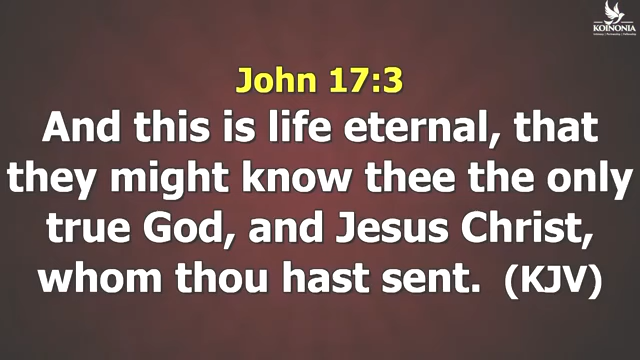 KOINONIA
John 17:3
And this is life eternal, that
they might know thee the only
true God, and Jesus Christ,
whom thou hast sent. (KJV)